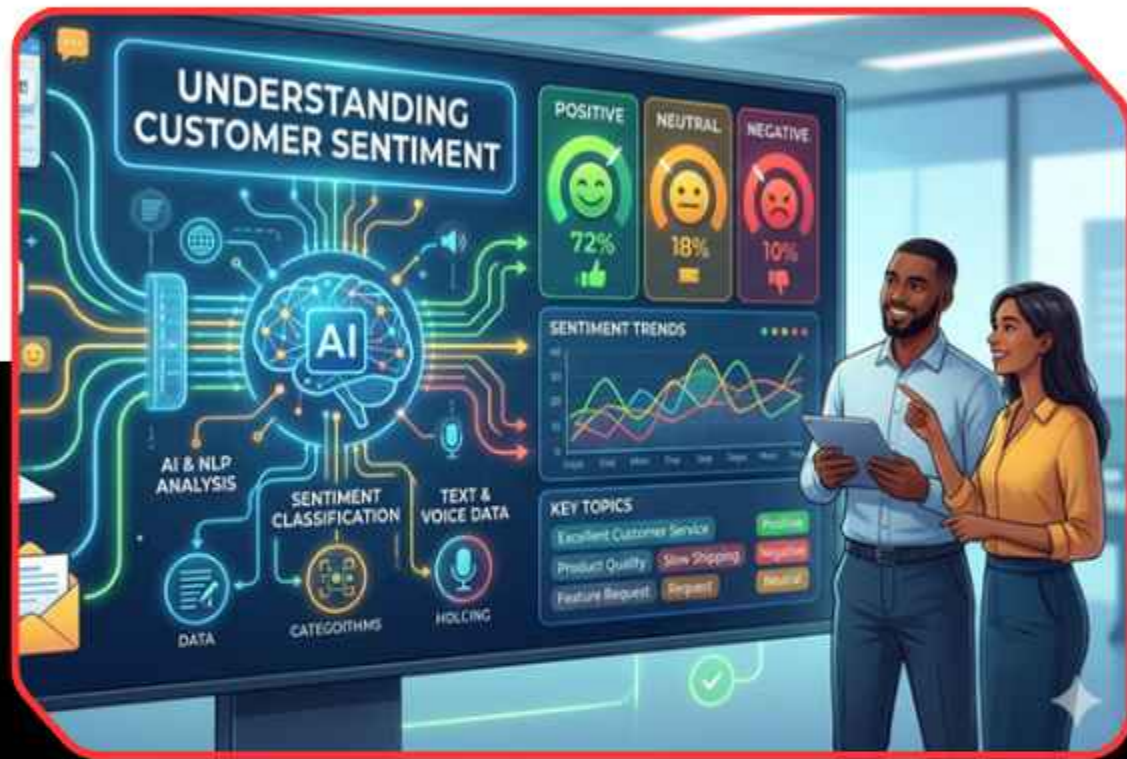 UNDERSTANDING
CUSTOMER SENTIMENT
AI
AI & NLP
ANALYSIS
SENTIMENT
CLASSIFICATION
TEXT &
VOICE DATA
DATA
CATEGOITHMS
HOLCING
POSITIVE
72%
NEUTRAL
18%
NEGATIVE
10%
SENTIMENT TRENDS
KEY TOPICS
Excellent Customer Service
Positive
Product Quality
Slow Shipping
Negative
Feature Request
Request
Neutral